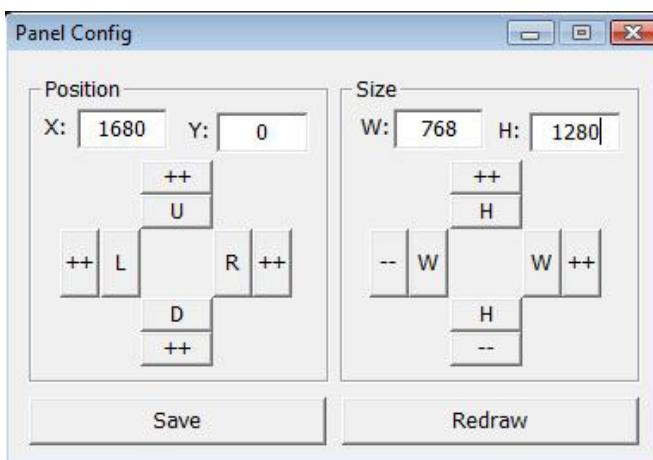 Panel Config
Position
X: 1680 Y: 0
++
U
++ L R ++
D
++
Size
W: 768 H: 1280
++
H
-- W W ++
H
--
Save
Redraw